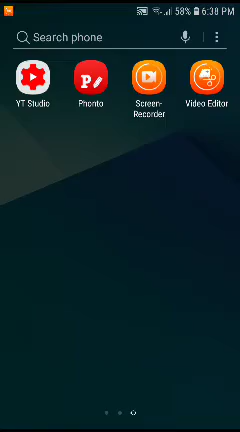 58% 6:38 PM
Search phone
YT Studio
Phonto
Screen-
Recorder
Video Editor